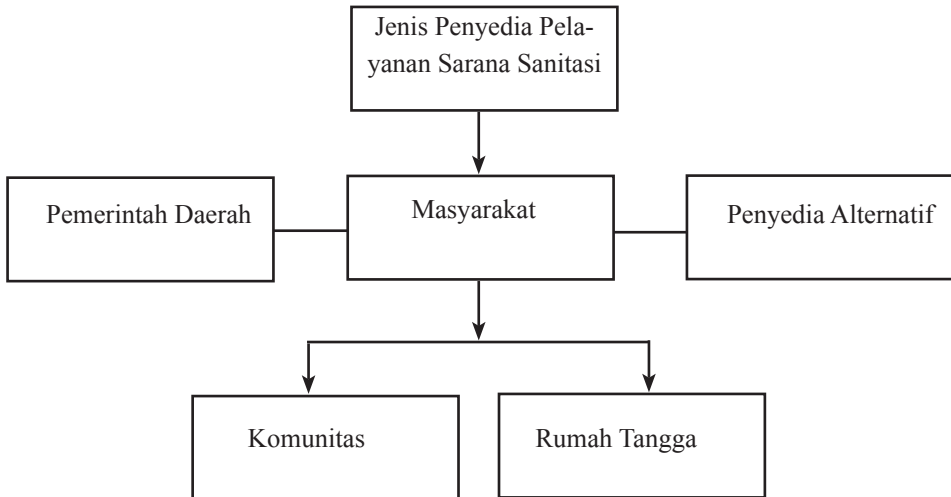 Jenis Penyedia Pela-
yanan Sarana Sanitasi
Pemerintah Daerah
Masyarakat
Penyedia Alternatif
Komunitas
Rumah Tangga